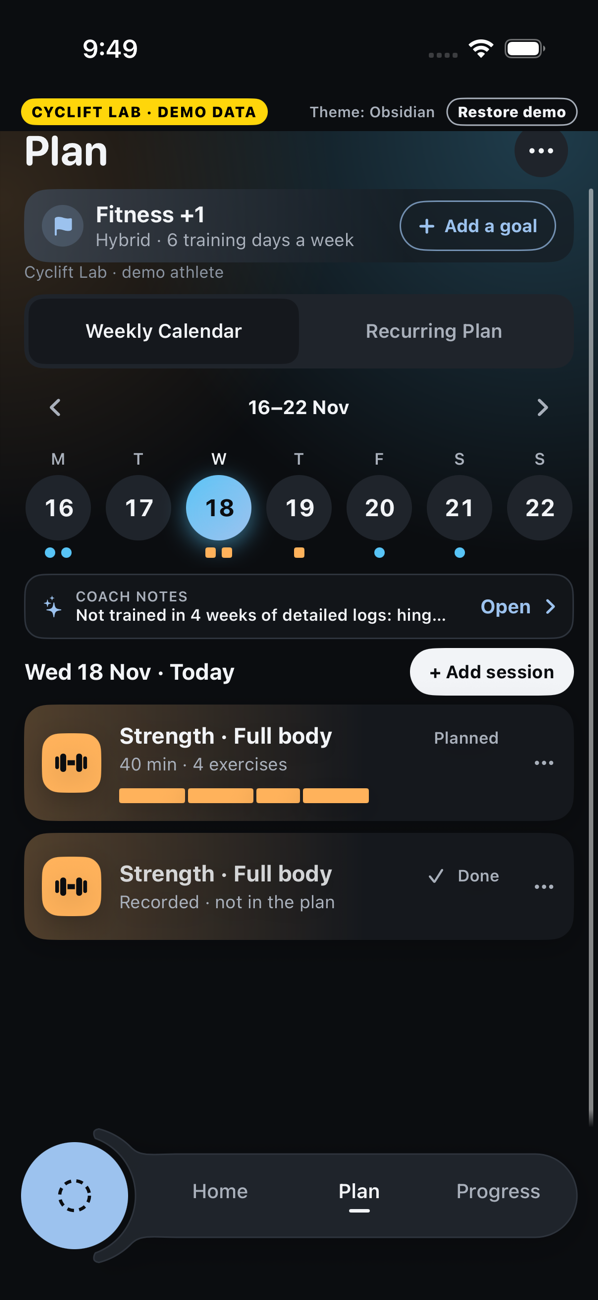 9:49
CYCLIFT LAB · DEMO DATA
Theme: Obsidian
Restore demo
Plan
Fitness +1
Hybrid · 6 training days a week
+ Add a goal
Cyclift Lab · demo athlete
Weekly Calendar
Recurring Plan
16–22 Nov
M T W T F S S
16 17 18 19 20 21 22
COACH NOTES
Not trained in 4 weeks of detailed logs: hing...
Open
Wed 18 Nov · Today
+ Add session
Strength · Full body
Planned
40 min · 4 exercises
Strength · Full body
Done
Recorded · not in the plan
Home
Plan
Progress